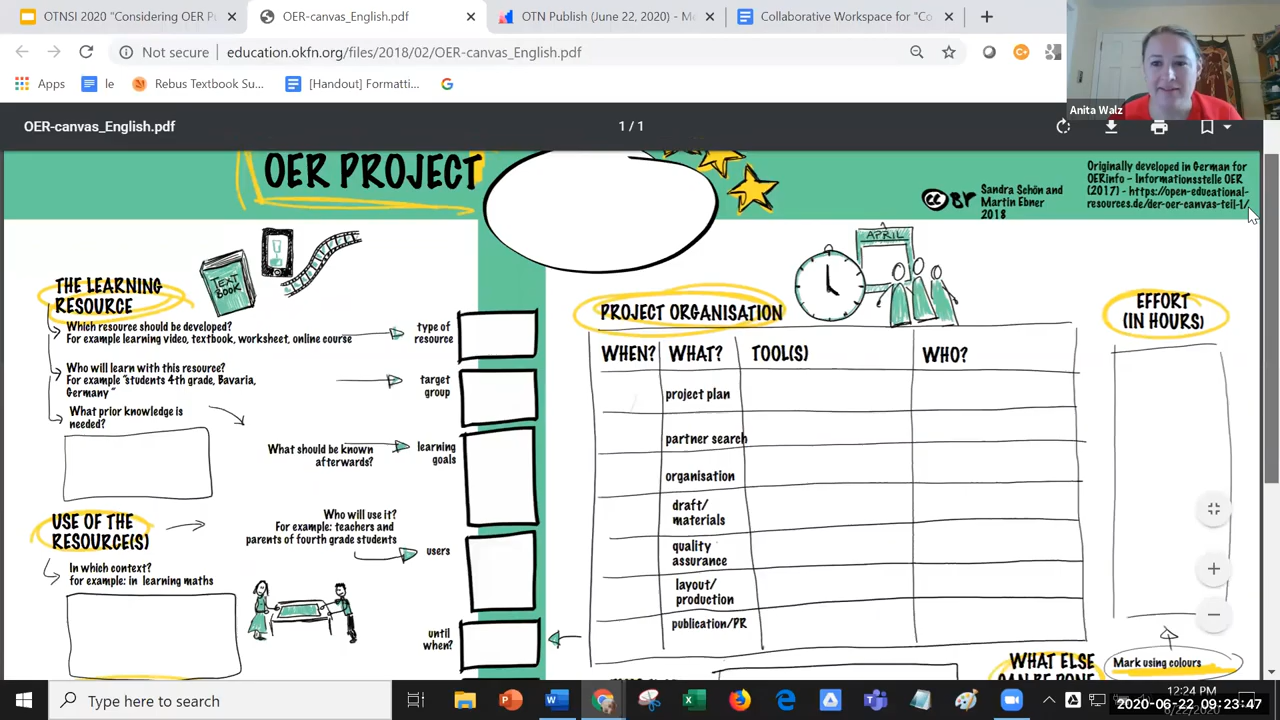 OTNSI 2020 "Considering OER P
OER-canvas_English.pdf
OTN Publish (June 22, 2020) - M
Collaborative Workspace for "Co
Not secure
education.okfn.org/files/2018/02/OER-canvas_English.pdf
Apps
le
Rebus Textbook Su...
[Handout] Formatti...
Anita Walz
OER-canvas_English.pdf
1 / 1
OER PROJECT
Sandra Schön and
Martin Ebner
2018
Originally developed in German for
OERinfo – Informationsstelle OER
(2017) - https://open-educational-
resources.de/der-oer-canvas-teil-1/
THE LEARNING
RESOURCE
TEXT
BOOK
Which resource should be developed?
For example learning video, textbook, worksheet, online course
type of
resource
Who will learn with this resource?
For example "students 4th grade, Bavaria,
Germany "
target
group
What prior knowledge is
needed?
What should be known
afterwards?
learning
goals
USE OF THE
RESOURCE(S)
Who will use it?
For example: teachers and
parents of fourth grade students
users
In which context?
for example: in learning maths
until
when?
APRIL
PROJECT ORGANISATION
WHEN?
WHAT?
TOOL(S)
WHO?
project plan
partner search
organisation
draft/
materials
quality
assurance
layout/
production
publication/PR
EFFORT
(IN HOURS)
WHAT ELSE
Mark using colours
Type here to search
12:24 PM
2020-06-22 09:23:47